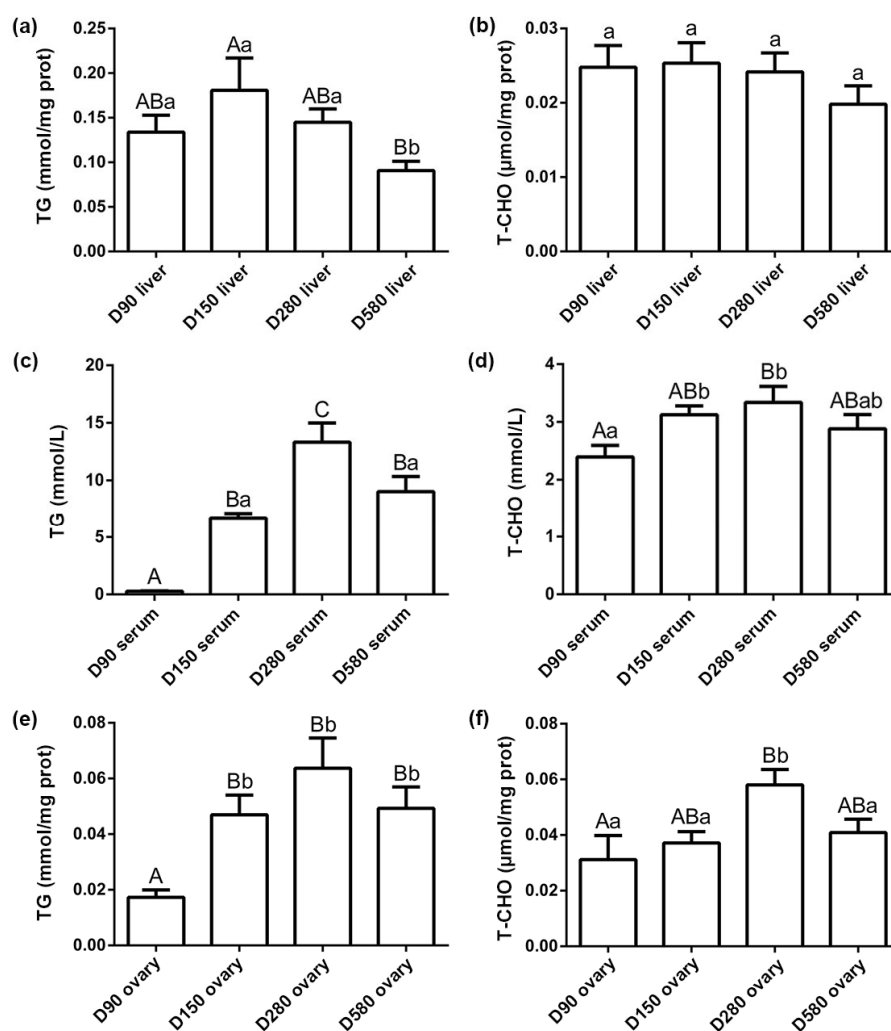 (a)
TG (mmol/mg prot)
0.25
0.20
0.15
0.10
0.05
0.00
ABa
Aa
ABa
Bb
D90 liver
D150 liver
D280 liver
D580 liver
(b)
T-CHO (μmol/mg prot)
0.03
0.02
0.01
0.00
a
a
a
a
D90 liver
D150 liver
D280 liver
D580 liver
(c)
TG (mmol/L)
20
15
10
5
0
A
Ba
C
Ba
D90 serum
D150 serum
D280 serum
D580 serum
(d)
T-CHO (mmol/L)
4
3
2
1
0
Aa
ABb
Bb
ABab
D90 serum
D150 serum
D280 serum
D580 serum
(e)
TG (mmol/mg prot)
0.08
0.06
0.04
0.02
0.00
A
Bb
Bb
Bb
D90 ovary
D150 ovary
D280 ovary
D580 ovary
(f)
T-CHO (μmol/mg prot)
0.08
0.06
0.04
0.02
0.00
Aa
ABa
Bb
ABa
D90 ovary
D150 ovary
D280 ovary
D580 ovary